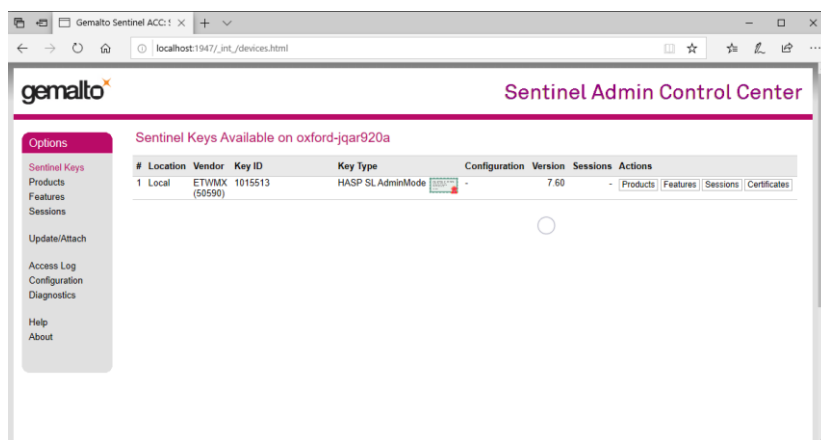 Gemalto Sentinel ACC: S
localhost:1947/_int_/devices.html
gemalto
Sentinel Admin Control Center
Options
Sentinel Keys
Products
Features
Sessions
Update/Attach
Access Log
Configuration
Diagnostics
Help
About
Sentinel Keys Available on oxford-jqar920a
# Location Vendor Key ID Key Type Configuration Version Sessions Actions
1 Local ETWMX 1015513 HASP SL AdminMode - 7.60 - Products Features Sessions Certificates
(50590)